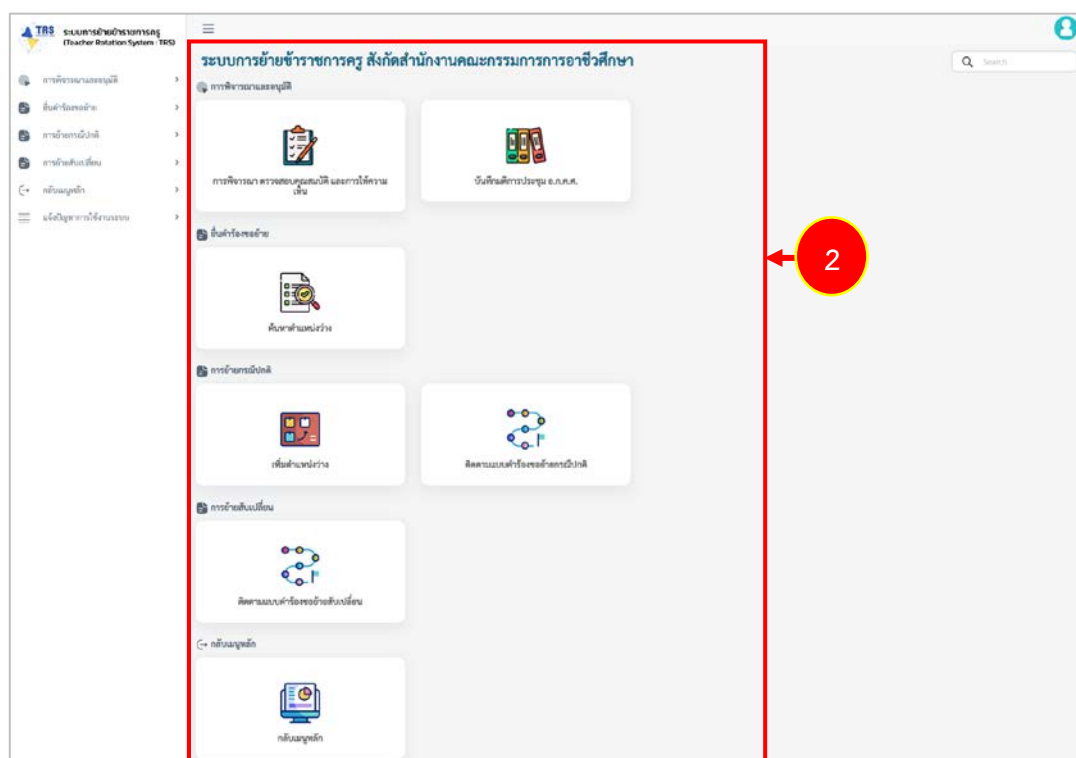 TRS ระบบการย้ายข้าราชการครู
(Teacher Rotation System : TRS)
การพิจารณาและอนุมัติ
ยื่นคำร้องขอย้าย
การย้ายกรณีปกติ
การย้ายสับเปลี่ยน
กลับเมนูหลัก
แจ้งปัญหาการใช้งานระบบ
ระบบการย้ายข้าราชการครู สังกัดสำนักงานคณะกรรมการการอาชีวศึกษา
Search
การพิจารณาและอนุมัติ
การพิจารณา ตรวจสอบคุณสมบัติ และการให้ความ
เห็น
บันทึกมติการประชุม อ.ก.ค.ศ.
ยื่นคำร้องขอย้าย
2
ค้นหาตำแหน่งว่าง
การย้ายกรณีปกติ
เพิ่มตำแหน่งว่าง
ติดตามแบบคำร้องขอย้ายกรณีปกติ
การย้ายสับเปลี่ยน
ติดตามแบบคำร้องขอย้ายสับเปลี่ยน
กลับเมนูหลัก
กลับเมนูหลัก